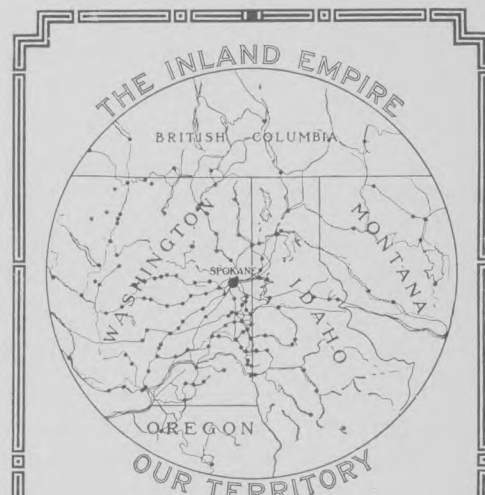 THE INLAND EMPIRE
BRITISH COLUMBIA
WASHINGTON
MONTANA
SPOKANE
IDAHO
OREGON
OUR TERRITORY